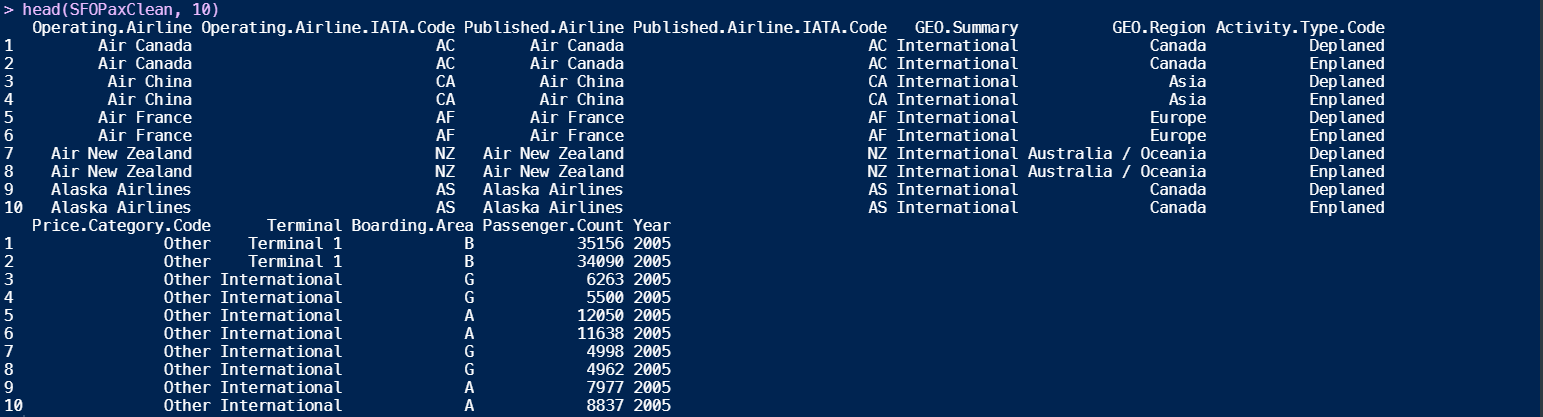 > head(SFOPaxClean, 10)
Operating.Airline Operating.Airline.IATA.Code Published.Airline Published.Airline.IATA.Code GEO.Summary GEO.Region Activity.Type.Code
1 Air Canada AC Air Canada AC International Canada Deplaned
2 Air Canada AC Air Canada AC International Canada Enplaned
3 Air China CA Air China CA International Asia Deplaned
4 Air China CA Air China CA International Asia Enplaned
5 Air France AF Air France AF International Europe Deplaned
6 Air France AF Air France AF International Europe Enplaned
7 Air New Zealand NZ Air New Zealand NZ International Australia / Oceania Deplaned
8 Air New Zealand NZ Air New Zealand NZ International Australia / Oceania Enplaned
9 Alaska Airlines AS Alaska Airlines AS International Canada Deplaned
10 Alaska Airlines AS Alaska Airlines AS International Canada Enplaned
Price.Category.Code Terminal Boarding.Area Passenger.Count Year
1 Other Terminal 1 B 35156 2005
2 Other Terminal 1 B 34090 2005
3 Other International G 6263 2005
4 Other International G 5500 2005
5 Other International A 12050 2005
6 Other International A 11638 2005
7 Other International G 4998 2005
8 Other International G 4962 2005
9 Other International A 7977 2005
10 Other International A 8837 2005